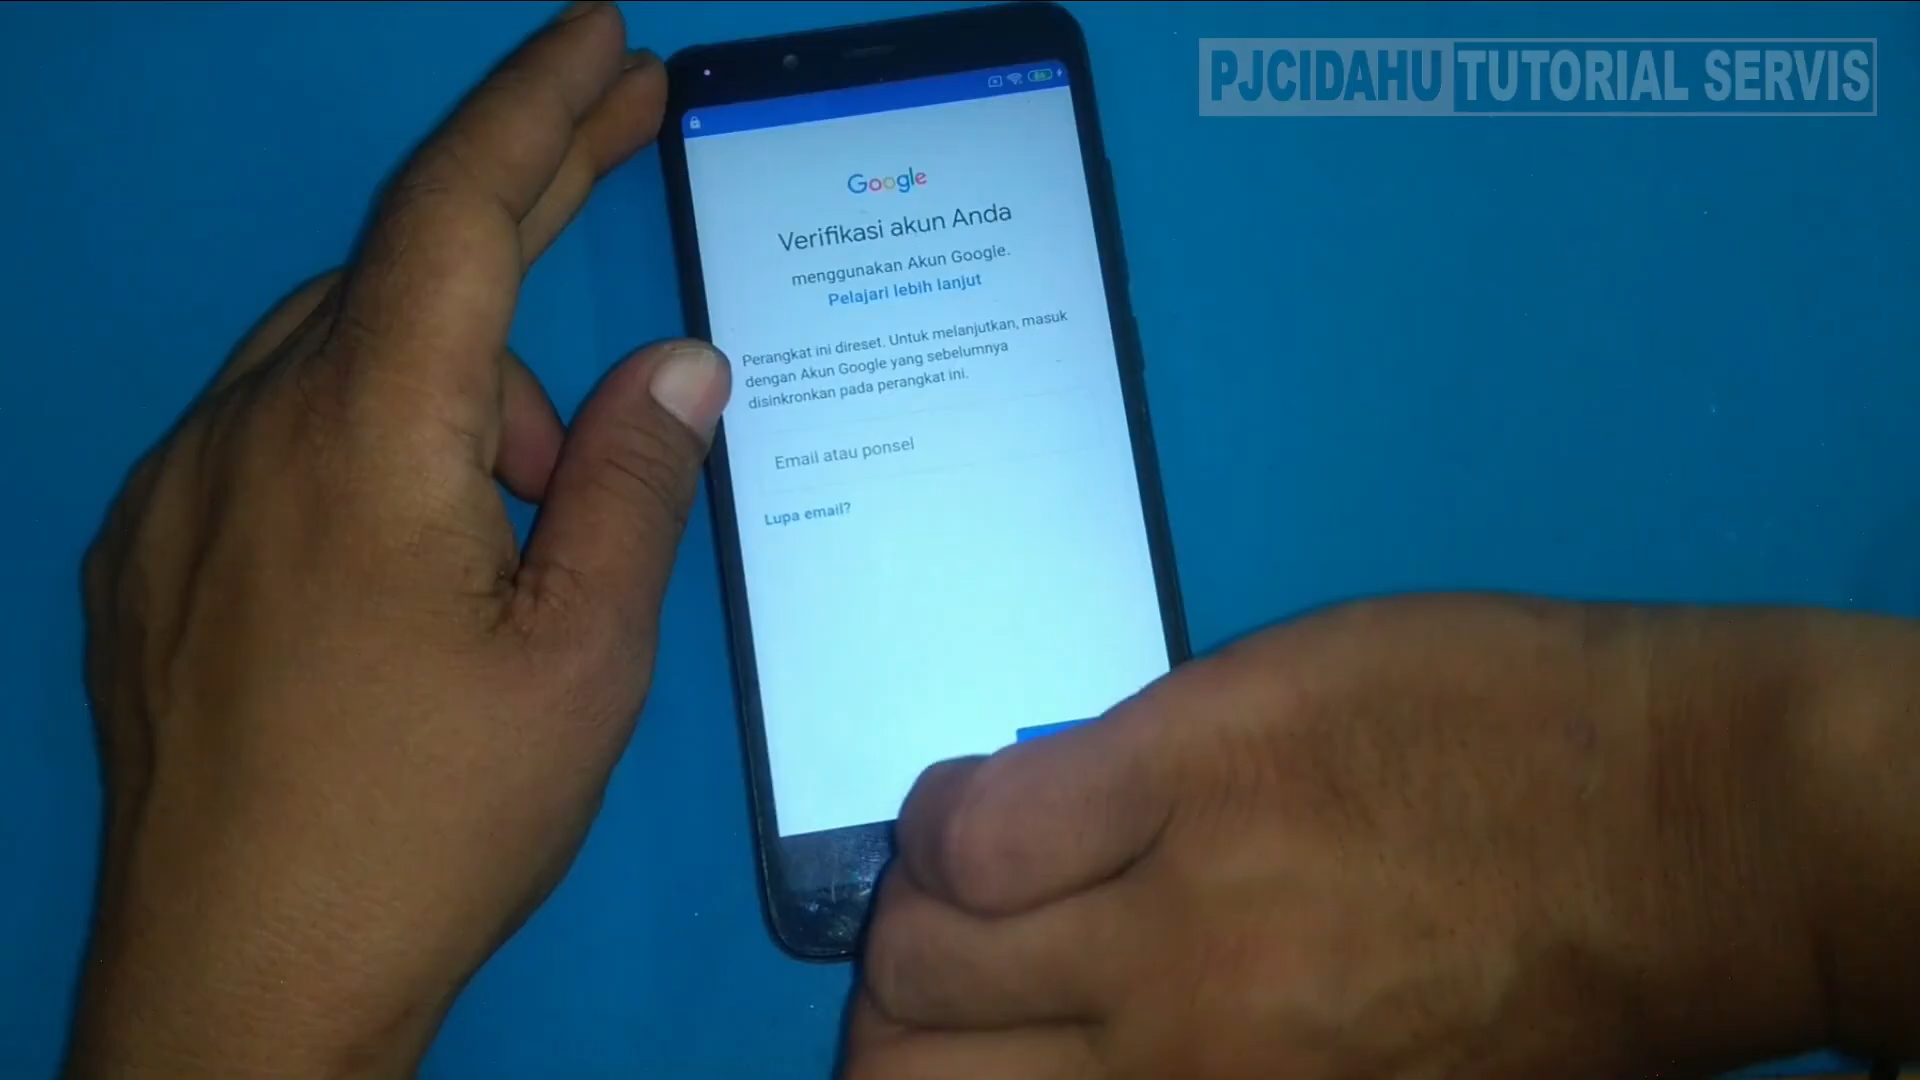 PJCIDAHU TUTORIAL SERVIS
Google
Verifikasi akun Anda
menggunakan Akun Google.
Pelajari lebih lanjut
Perangkat ini direset. Untuk melanjutkan, masuk
dengan Akun Google yang sebelumnya
disinkronkan pada perangkat ini.
Email atau ponsel
Lupa email?